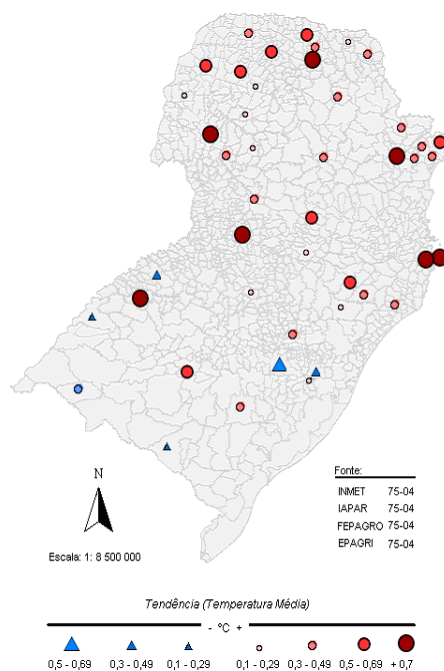 N
Escala: 1: 8 500 000
Fonte:
INMET 75-04
IAPAR 75-04
FEPAGRO 75-04
EPAGRI 75-04
Tendência (Temperatura Média)
- ºC +
0,5 - 0,69 0,3 - 0,49 0,1 - 0,29 0,1 - 0,29 0,3 - 0,49 0,5 - 0,69 + 0,7